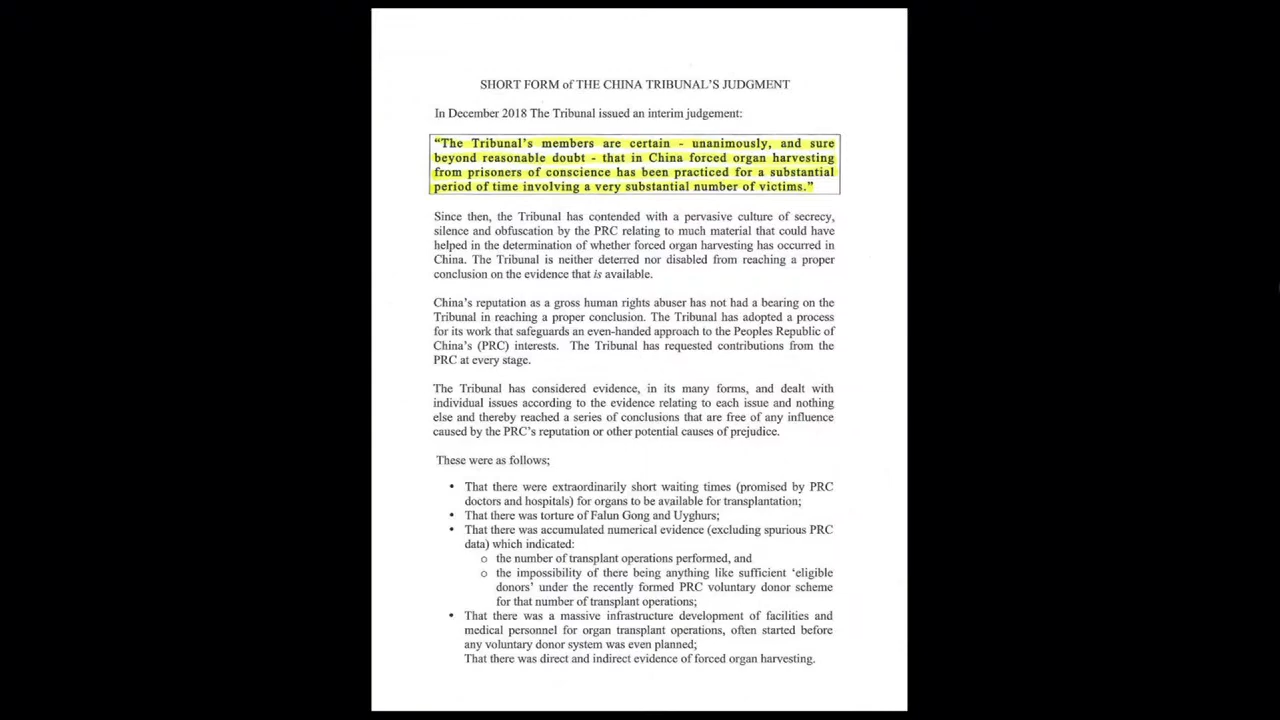 SHORT FORM of THE CHINA TRIBUNAL'S JUDGMENT
In December 2018 The Tribunal issued an interim judgement:
“The Tribunal's members are certain - unanimously, and sure
beyond reasonable doubt - that in China forced organ harvesting
from prisoners of conscience has been practiced for a substantial
period of time involving a very substantial number of victims.”
Since then, the Tribunal has contended with a pervasive culture of secrecy,
silence and obfuscation by the PRC relating to much material that could have
helped in the determination of whether forced organ harvesting has occurred in
China. The Tribunal is neither deterred nor disabled from reaching a proper
conclusion on the evidence that is available.
China's reputation as a gross human rights abuser has not had a bearing on the
Tribunal in reaching a proper conclusion. The Tribunal has adopted a process
for its work that safeguards an even-handed approach to the Peoples Republic of
China's (PRC) interests. The Tribunal has requested contributions from the
PRC at every stage.
The Tribunal has considered evidence, in its many forms, and dealt with
individual issues according to the evidence relating to each issue and nothing
else and thereby reached a series of conclusions that are free of any influence
caused by the PRC's reputation or other potential causes of prejudice.
These were as follows;
• That there were extraordinarily short waiting times (promised by PRC
doctors and hospitals) for organs to be available for transplantation;
• That there was torture of Falun Gong and Uyghurs;
• That there was accumulated numerical evidence (excluding spurious PRC
data) which indicated:
o the number of transplant operations performed, and
o the impossibility of there being anything like sufficient ‘eligible
donors’ under the recently formed PRC voluntary donor scheme
for that number of transplant operations;
• That there was a massive infrastructure development of facilities and
medical personnel for organ transplant operations, often started before
any voluntary donor system was even planned;
That there was direct and indirect evidence of forced organ harvesting.